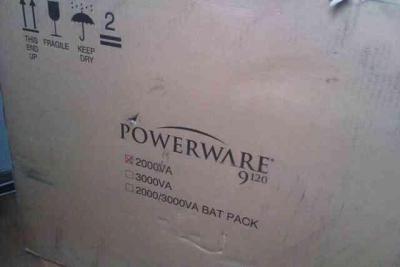 2
THIS
END
UP
FRAGILE
KEEP
DRY
POWERWARE®
9120
2000VA
3000VA
2000/3000VA BAT PACK